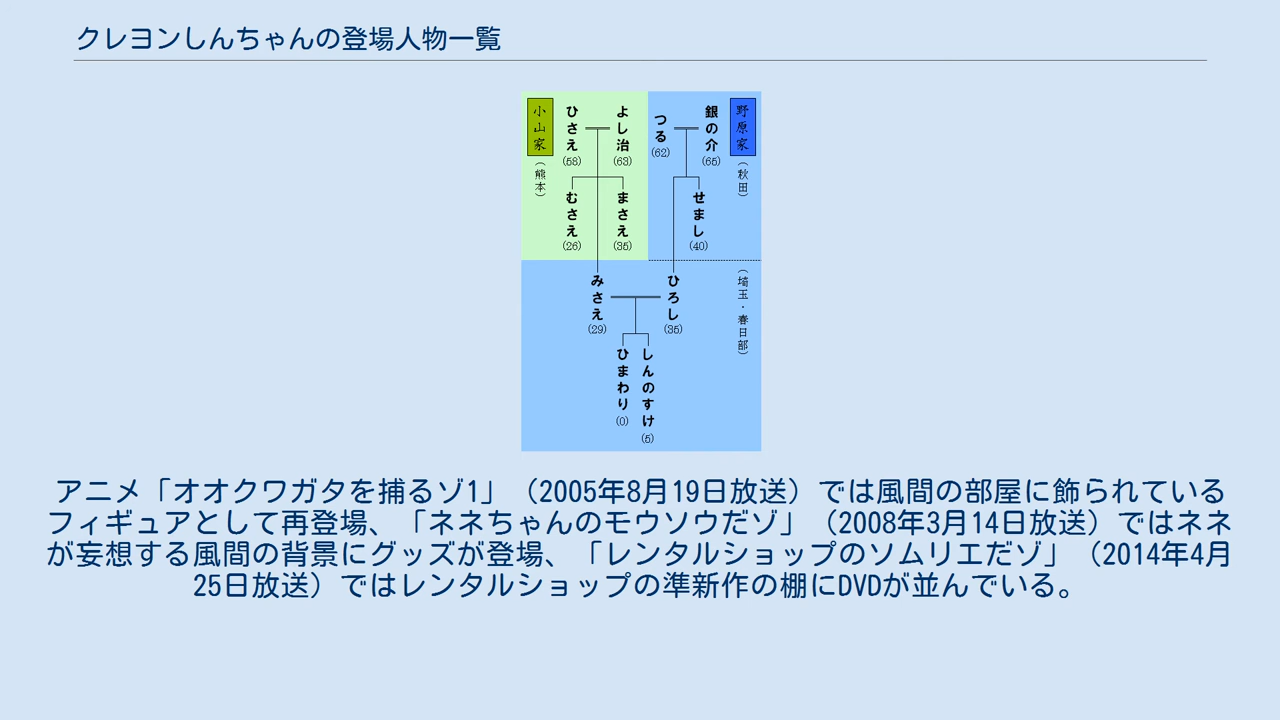 クレヨンしんちゃんの登場人物一覧
野原家
（秋田）
銀の介
(65)
つる
(62)
せまし
(40)
小山家
（熊本）
よし治
(63)
ひさえ
(58)
まさえ
(35)
むさえ
(26)
（埼玉・春日部）
ひろし
(35)
みさえ
(29)
しんのすけ
(5)
ひまわり
(0)
アニメ「オオクワガタを捕るゾ1」（2005年8月19日放送）では風間の部屋に飾られている
フィギュアとして再登場、「ネネちゃんのモウソウだゾ」（2008年3月14日放送）ではネネ
が妄想する風間の背景にグッズが登場、「レンタルショップのソムリエだゾ」（2014年4月
25日放送）ではレンタルショップの準新作の棚にDVDが並んでいる。